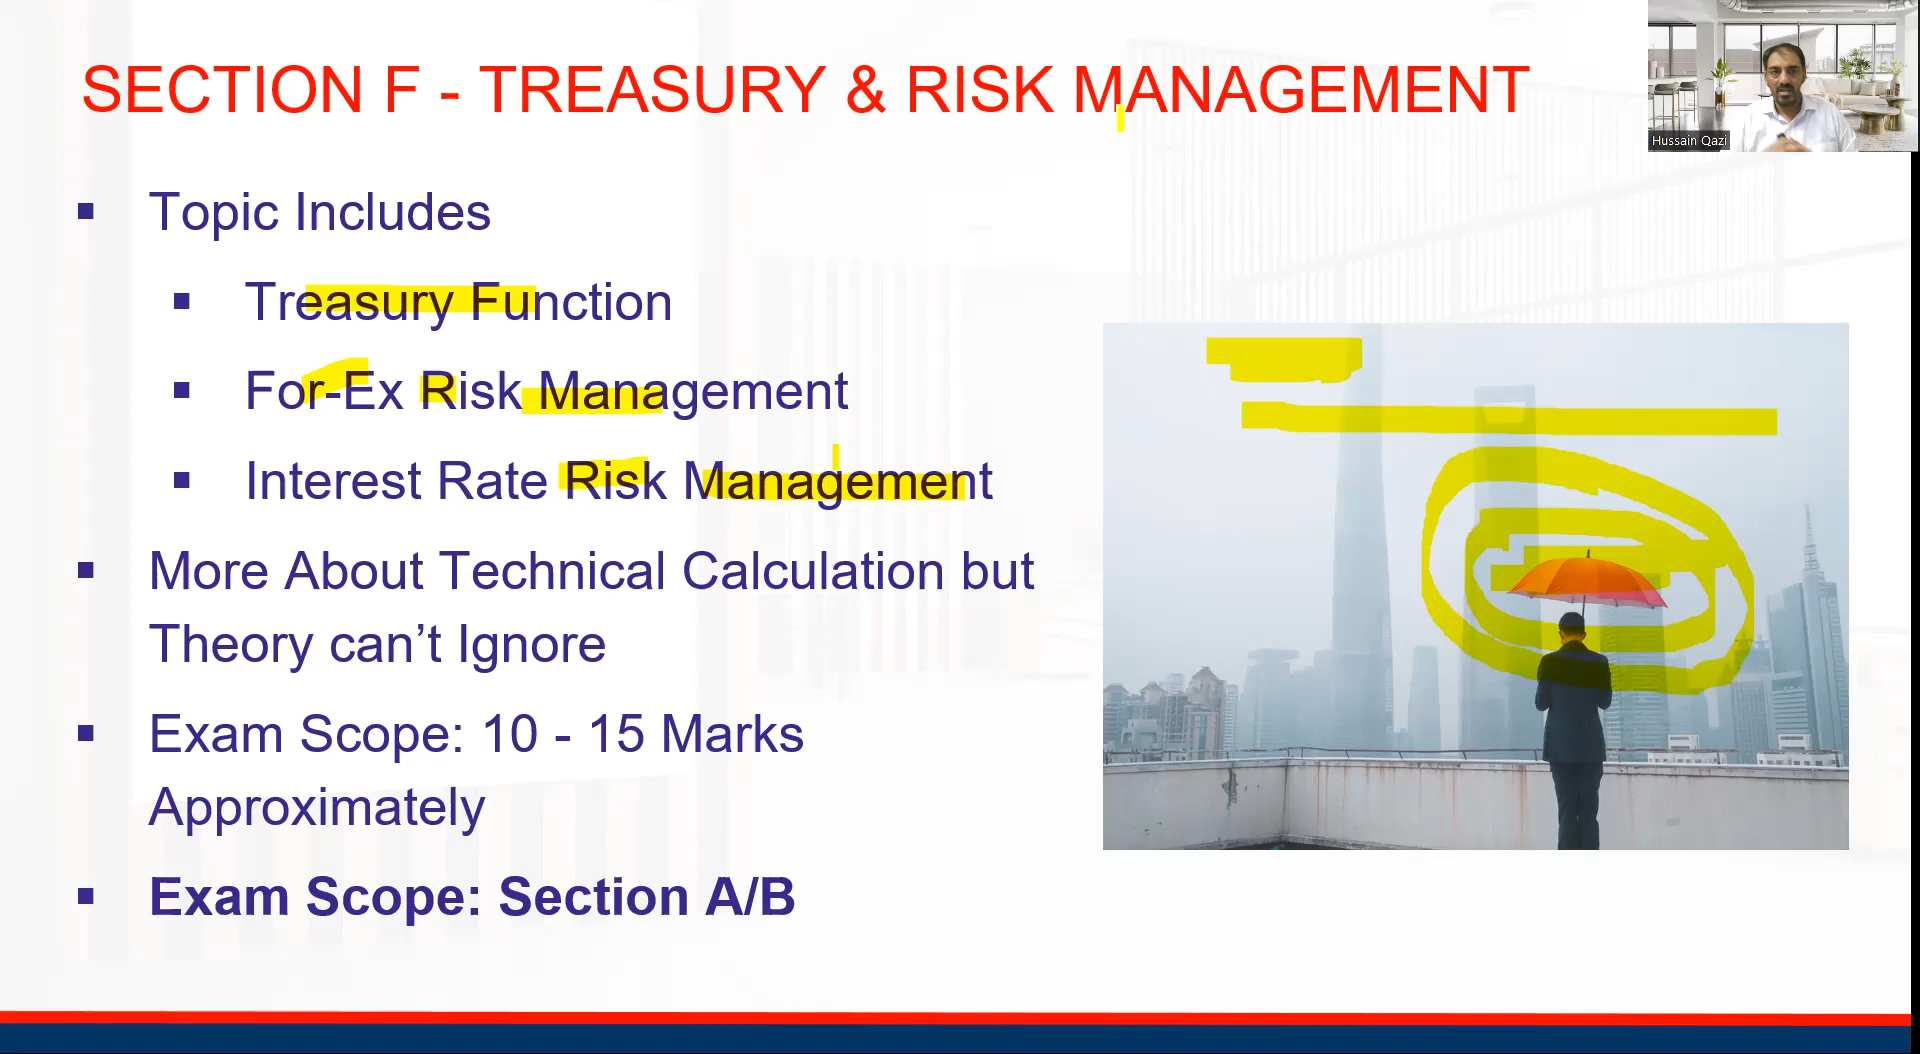 SECTION F - TREASURY & RISK MANAGEMENT
Hussain Qazi
▪ Topic Includes
▪ Treasury Function
▪ For-Ex Risk Management
▪ Interest Rate Risk Management
▪ More About Technical Calculation but
Theory can’t Ignore
▪ Exam Scope: 10 - 15 Marks
Approximately
▪ Exam Scope: Section A/B